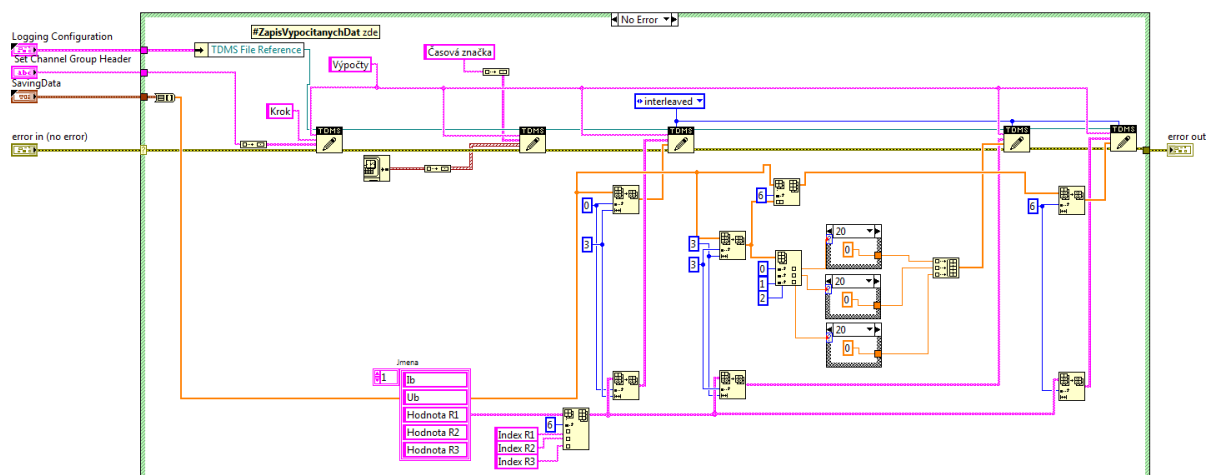 No Error
Logging Configuration
#ZapisVypocitanychDat zde
TDMS File Reference
Set Channel Group Header
abc
Výpočty
Časová značka
SavingData
interleaved
Krok
error in (no error)
TDMS
TDMS
TDMS
TDMS
TDMS
error out
?
6
0
6
3
3
3
20
0
0
1
2
20
0
20
0
Jmena
1
Ib
Ub
Hodnota R1
Hodnota R2
Hodnota R3
6
Index R1
Index R2
Index R3